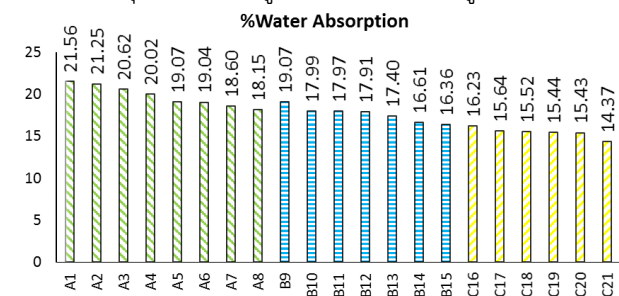 %Water Absorption
25
20
15
10
5
0
21.56
21.25
20.62
20.02
19.07
19.04
18.60
18.15
19.07
17.99
17.97
17.91
17.40
16.61
16.36
16.23
15.64
15.52
15.44
15.43
14.37
A1
A2
A3
A4
A5
A6
A7
A8
B9
B10
B11
B12
B13
B14
B15
C16
C17
C18
C19
C20
C21